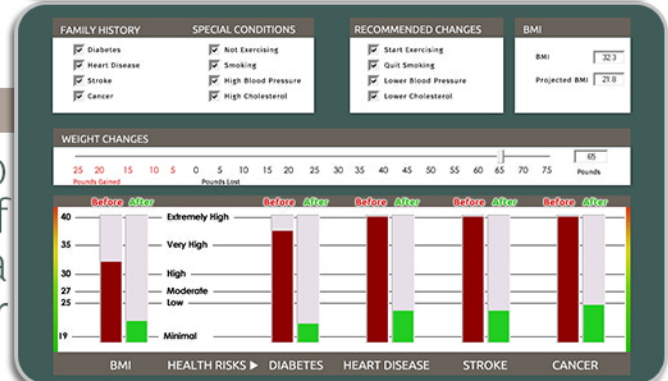 FAMILY HISTORY SPECIAL CONDITIONS RECOMMENDED CHANGES BMI
Diabetes
Heart Disease
Stroke
Cancer
Not Exercising
Smoking
High Blood Pressure
High Cholesterol
Start Exercising
Quit Smoking
Lower Blood Pressure
Lower Cholesterol
BMI 32.3
Projected BMI 21.8
WEIGHT CHANGES
65
25 20 15 10 5 0 5 10 15 20 25 30 35 40 45 50 55 60 65 70 75 Pounds
Pounds Gained Pounds Lost
Before After Before After Before After Before After Before After
40 Extremely High
35 Very High
30 High
27 Moderate
25 Low
19 Minimal
BMI HEALTH RISKS ▶ DIABETES HEART DISEASE STROKE CANCER